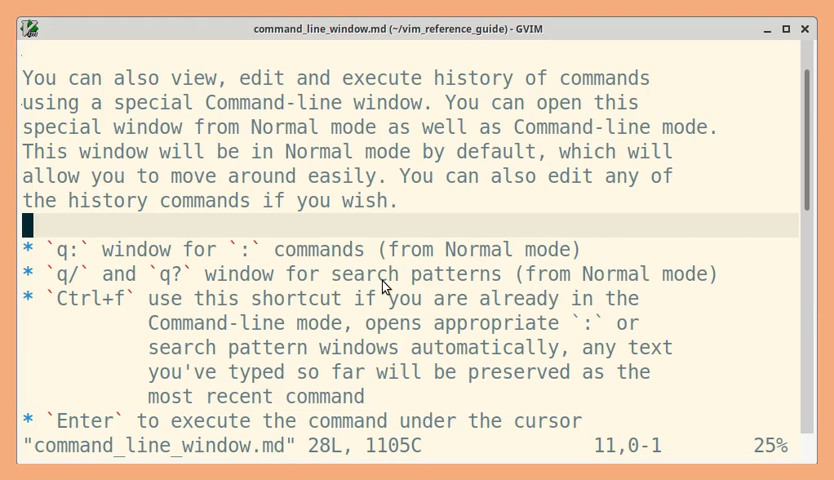 command_line_window.md (~/vim_reference_guide) - GVIM
You can also view, edit and execute history of commands
using a special Command-line window. You can open this
special window from Normal mode as well as Command-line mode.
This window will be in Normal mode by default, which will
allow you to move around easily. You can also edit any of
the history commands if you wish.
* `q:` window for `:` commands (from Normal mode)
* `q/` and `q?` window for search patterns (from Normal mode)
* `Ctrl+f` use this shortcut if you are already in the
Command-line mode, opens appropriate `:` or
search pattern windows automatically, any text
you've typed so far will be preserved as the
most recent command
* `Enter` to execute the command under the cursor
"command_line_window.md" 28L, 1105C 11,0-1 25%